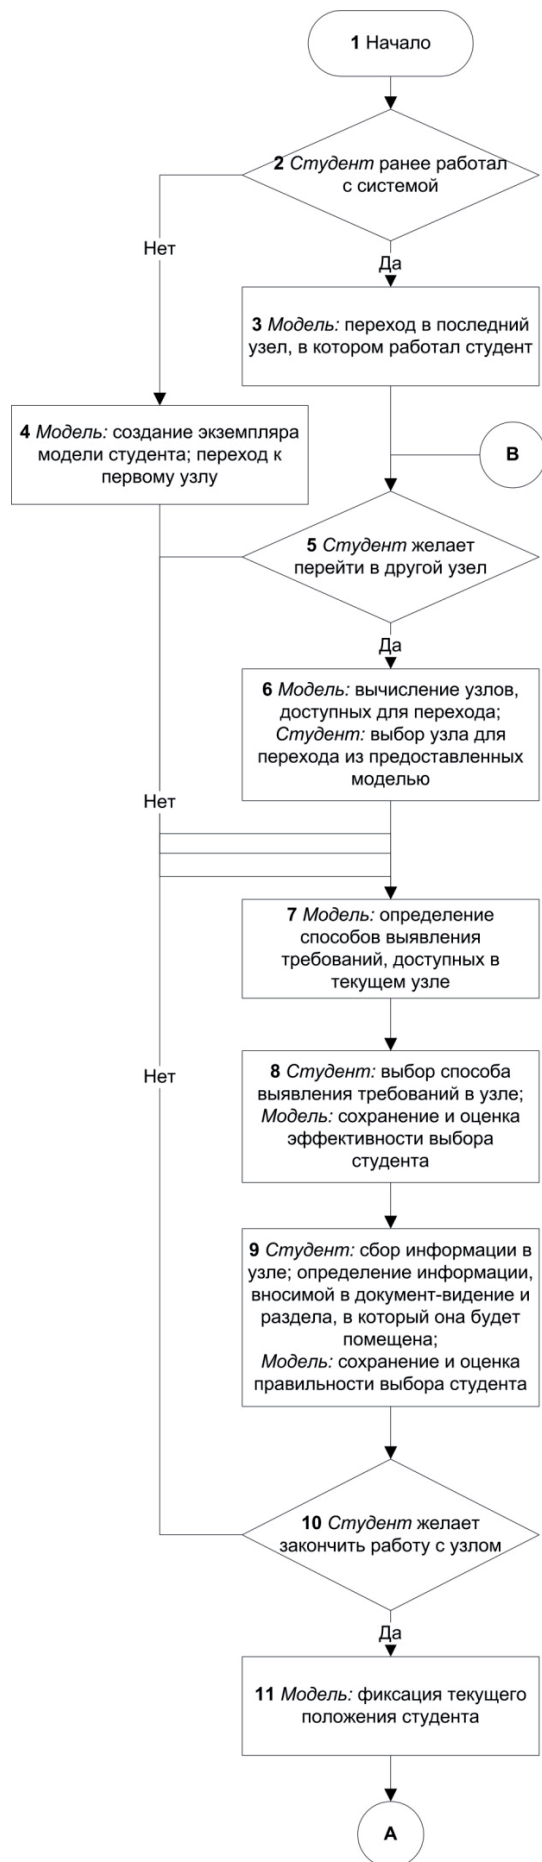 1 Начало
2 Студент ранее работал
с системой
Нет
Да
3 Модель: переход в последний
узел, в котором работал студент
4 Модель: создание экземпляра
модели студента; переход к
первому узлу
В
5 Студент желает
перейти в другой узел
Да
6 Модель: вычисление узлов,
доступных для перехода;
Студент: выбор узла для
перехода из предоставленных
моделью
Нет
7 Модель: определение
способов выявления
требований, доступных в
текущем узле
Нет
8 Студент: выбор способа
выявления требований в узле;
Модель: сохранение и оценка
эффективности выбора
студента
9 Студент: сбор информации в
узле; определение информации,
вносимой в документ-видение и
раздела, в который она будет
помещена;
Модель: сохранение и оценка
правильности выбора студента
10 Студент желает
закончить работу с узлом
Да
11 Модель: фиксация текущего
положения студента
А